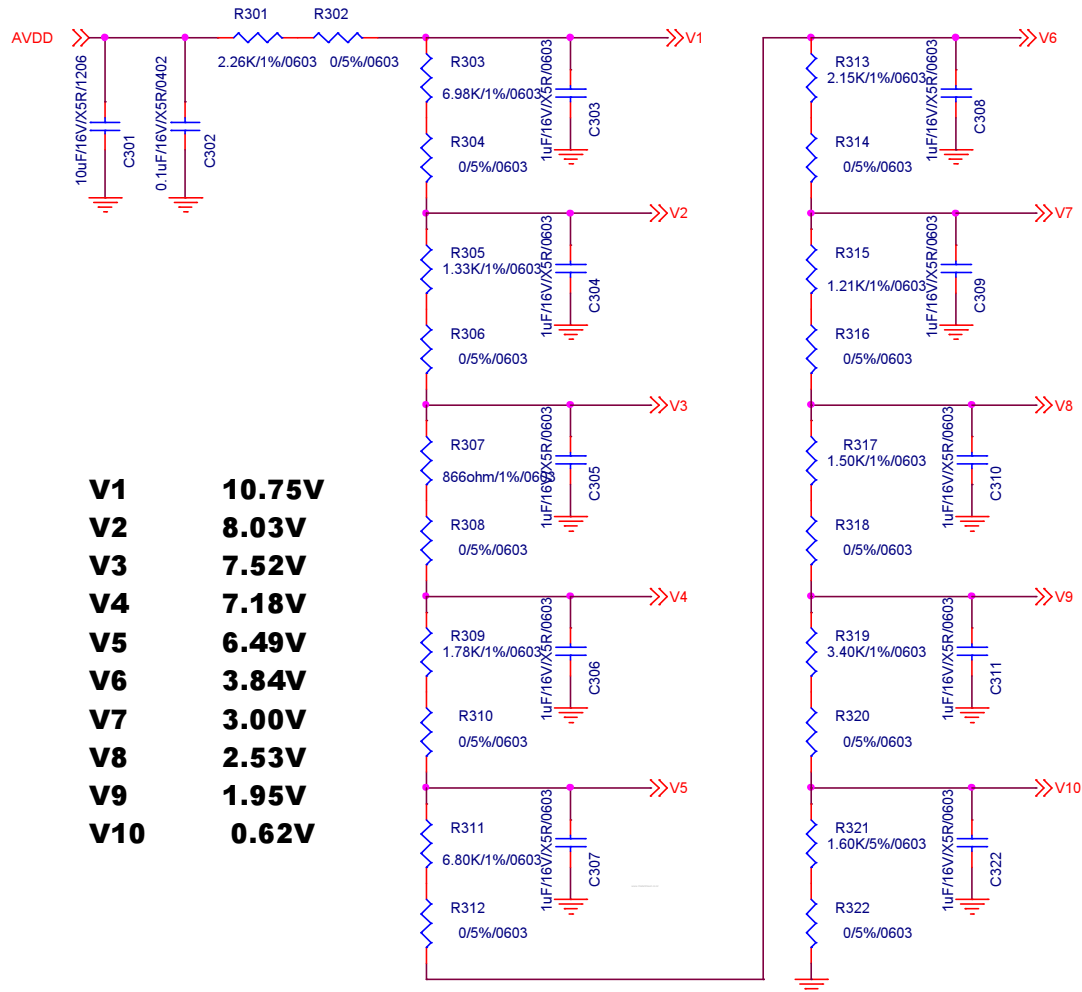 AVDD
R301
R302
2.26K/1%/0603
0/5%/0603
10uF/16V/X5R/1206
C301
0.1uF/16V/X5R/0402
C302
V1
R303
6.98K/1%/0603
1uF/16V/X5R/0603
C303
R304
0/5%/0603
V2
R305
1.33K/1%/0603
1uF/16V/X5R/0603
C304
R306
0/5%/0603
V3
R307
866ohm/1%/0603
1uF/16V/X5R/0603
C305
R308
0/5%/0603
V4
R309
1.78K/1%/0603
1uF/16V/X5R/0603
C306
R310
0/5%/0603
V5
R311
6.80K/1%/0603
1uF/16V/X5R/0603
C307
R312
0/5%/0603
V6
R313
2.15K/1%/0603
1uF/16V/X5R/0603
C308
R314
0/5%/0603
V7
R315
1.21K/1%/0603
1uF/16V/X5R/0603
C309
R316
0/5%/0603
V8
R317
1.50K/1%/0603
1uF/16V/X5R/0603
C310
R318
0/5%/0603
V9
R319
3.40K/1%/0603
1uF/16V/X5R/0603
C311
R320
0/5%/0603
V10
R321
1.60K/5%/0603
1uF/16V/X5R/0603
C322
R322
0/5%/0603
V1 10.75V
V2 8.03V
V3 7.52V
V4 7.18V
V5 6.49V
V6 3.84V
V7 3.00V
V8 2.53V
V9 1.95V
V10 0.62V